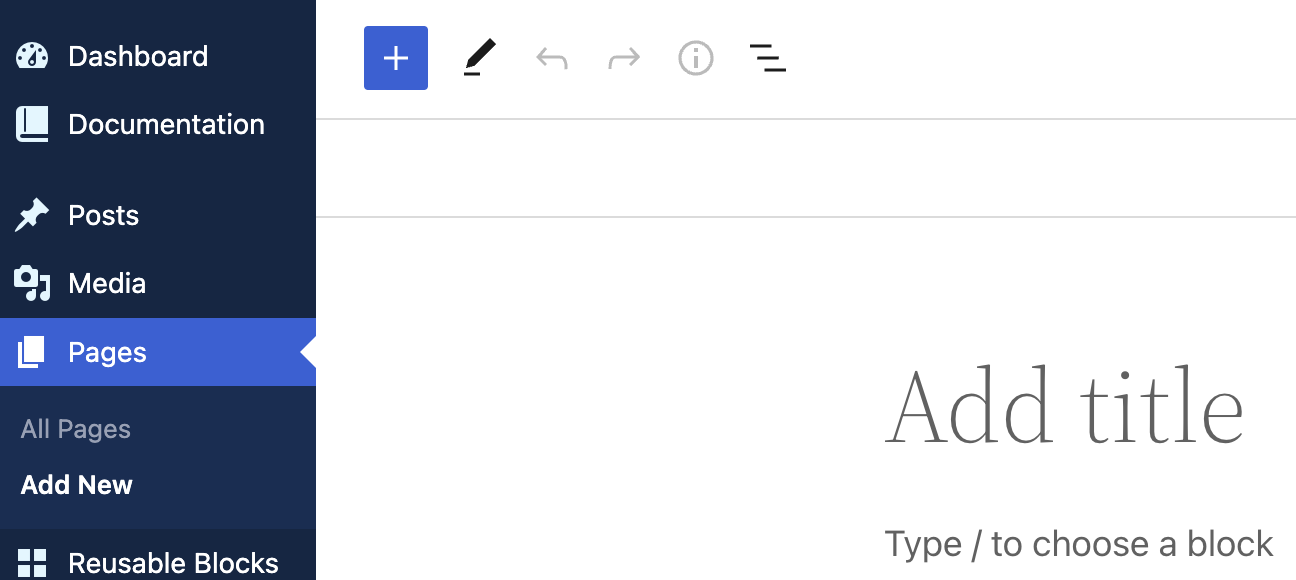 Dashboard
Documentation
Posts
Media
Pages
All Pages
Add New
Reusable Blocks
Add title
Type / to choose a block